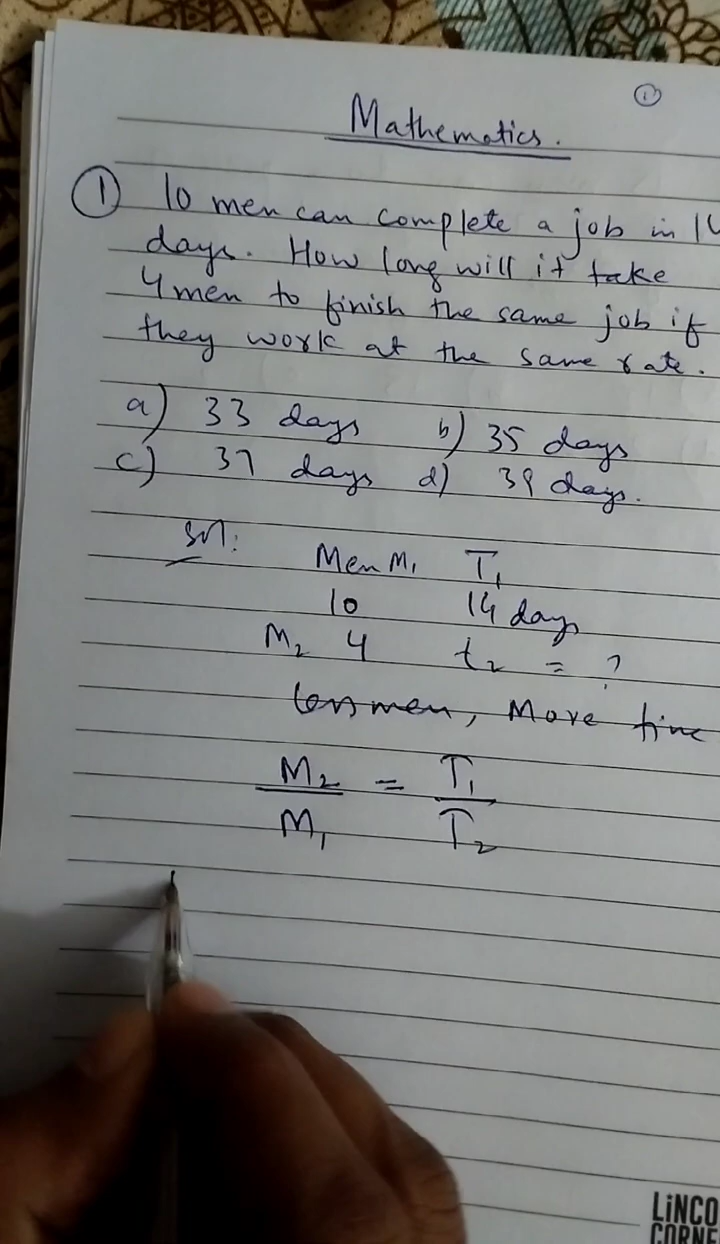 1
Mathematics.
1 10 men can complete a job in 14
days. How long will it take
4 men to finish the same job if
they work at the same rate.
a) 33 days b) 35 days
c) 37 days d) 39 days.
Sol:
Men M1 T1
10 14 days
M2 4 t2 = ?
less men, More time
M2 = T1
M1 T2
LiNCO
CORNE